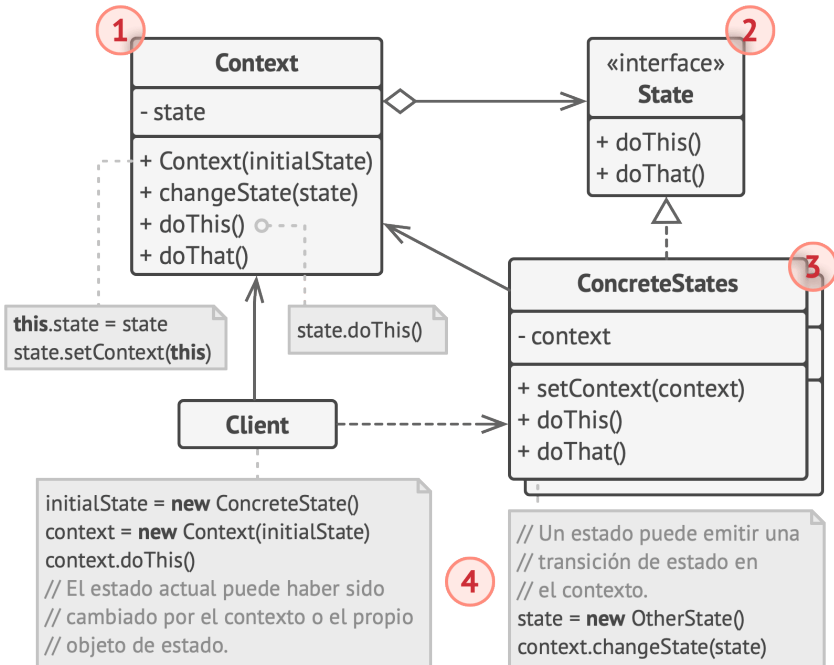 1
Context
- state
+ Context(initialState)
+ changeState(state)
+ doThis()
+ doThat()
this.state = state
state.setContext(this)
state.doThis()
2
«interface»
State
+ doThis()
+ doThat()
3
ConcreteStates
- context
+ setContext(context)
+ doThis()
+ doThat()
Client
initialState = new ConcreteState()
context = new Context(initialState)
context.doThis()
// El estado actual puede haber sido
// cambiado por el contexto o el propio
// objeto de estado.
4
// Un estado puede emitir una
// transición de estado en
// el contexto.
state = new OtherState()
context.changeState(state)